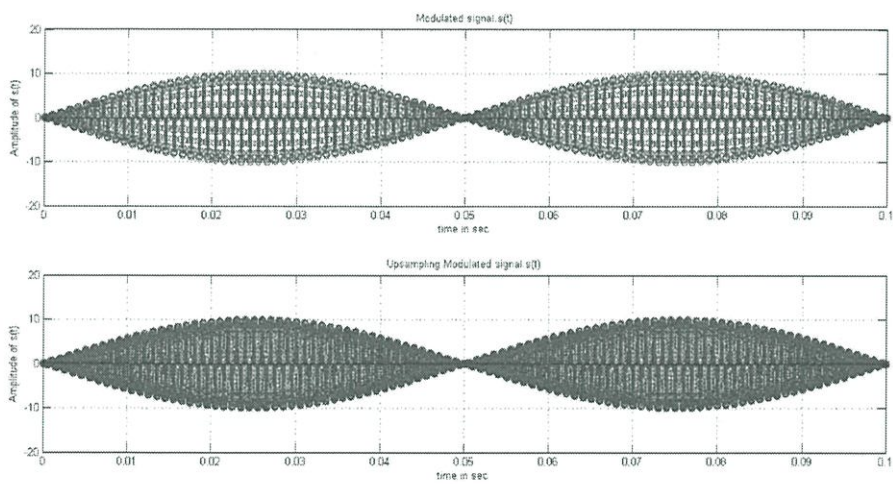 Modulated signal.s(t)
Amplitude of s(t)
20
10
0
-10
-20
0 0.01 0.02 0.03 0.04 0.05 0.06 0.07 0.08 0.09 0.1
time in sec
Upsampling Modulated signal.s(t)
Amplitude of s(t)
20
10
0
-10
-20
0 0.01 0.02 0.03 0.04 0.05 0.06 0.07 0.08 0.09 0.1
time in sec